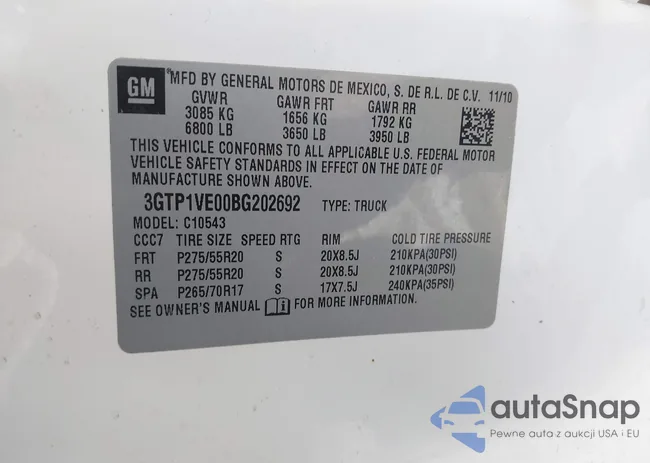 GM
*MFD BY GENERAL MOTORS DE MEXICO, S. DE R.L. DE C.V. 11/10
GVWR GAWR FRT GAWR RR
3085 KG 1656 KG 1792 KG
6800 LB 3650 LB 3950 LB
THIS VEHICLE CONFORMS TO ALL APPLICABLE U.S. FEDERAL MOTOR
VEHICLE SAFETY STANDARDS IN EFFECT ON THE DATE OF
MANUFACTURE SHOWN ABOVE.
3GTP1VE00BG202692 TYPE: TRUCK
MODEL: C10543
CCC7 TIRE SIZE SPEED RTG RIM COLD TIRE PRESSURE
FRT P275/55R20 S 20X8.5J 210KPA(30PSI)
RR P275/55R20 S 20X8.5J 210KPA(30PSI)
SPA P265/70R17 S 17X7.5J 240KPA(35PSI)
SEE OWNER'S MANUAL FOR MORE INFORMATION.
autaSnap
Pewne auta z aukcji USA i EU